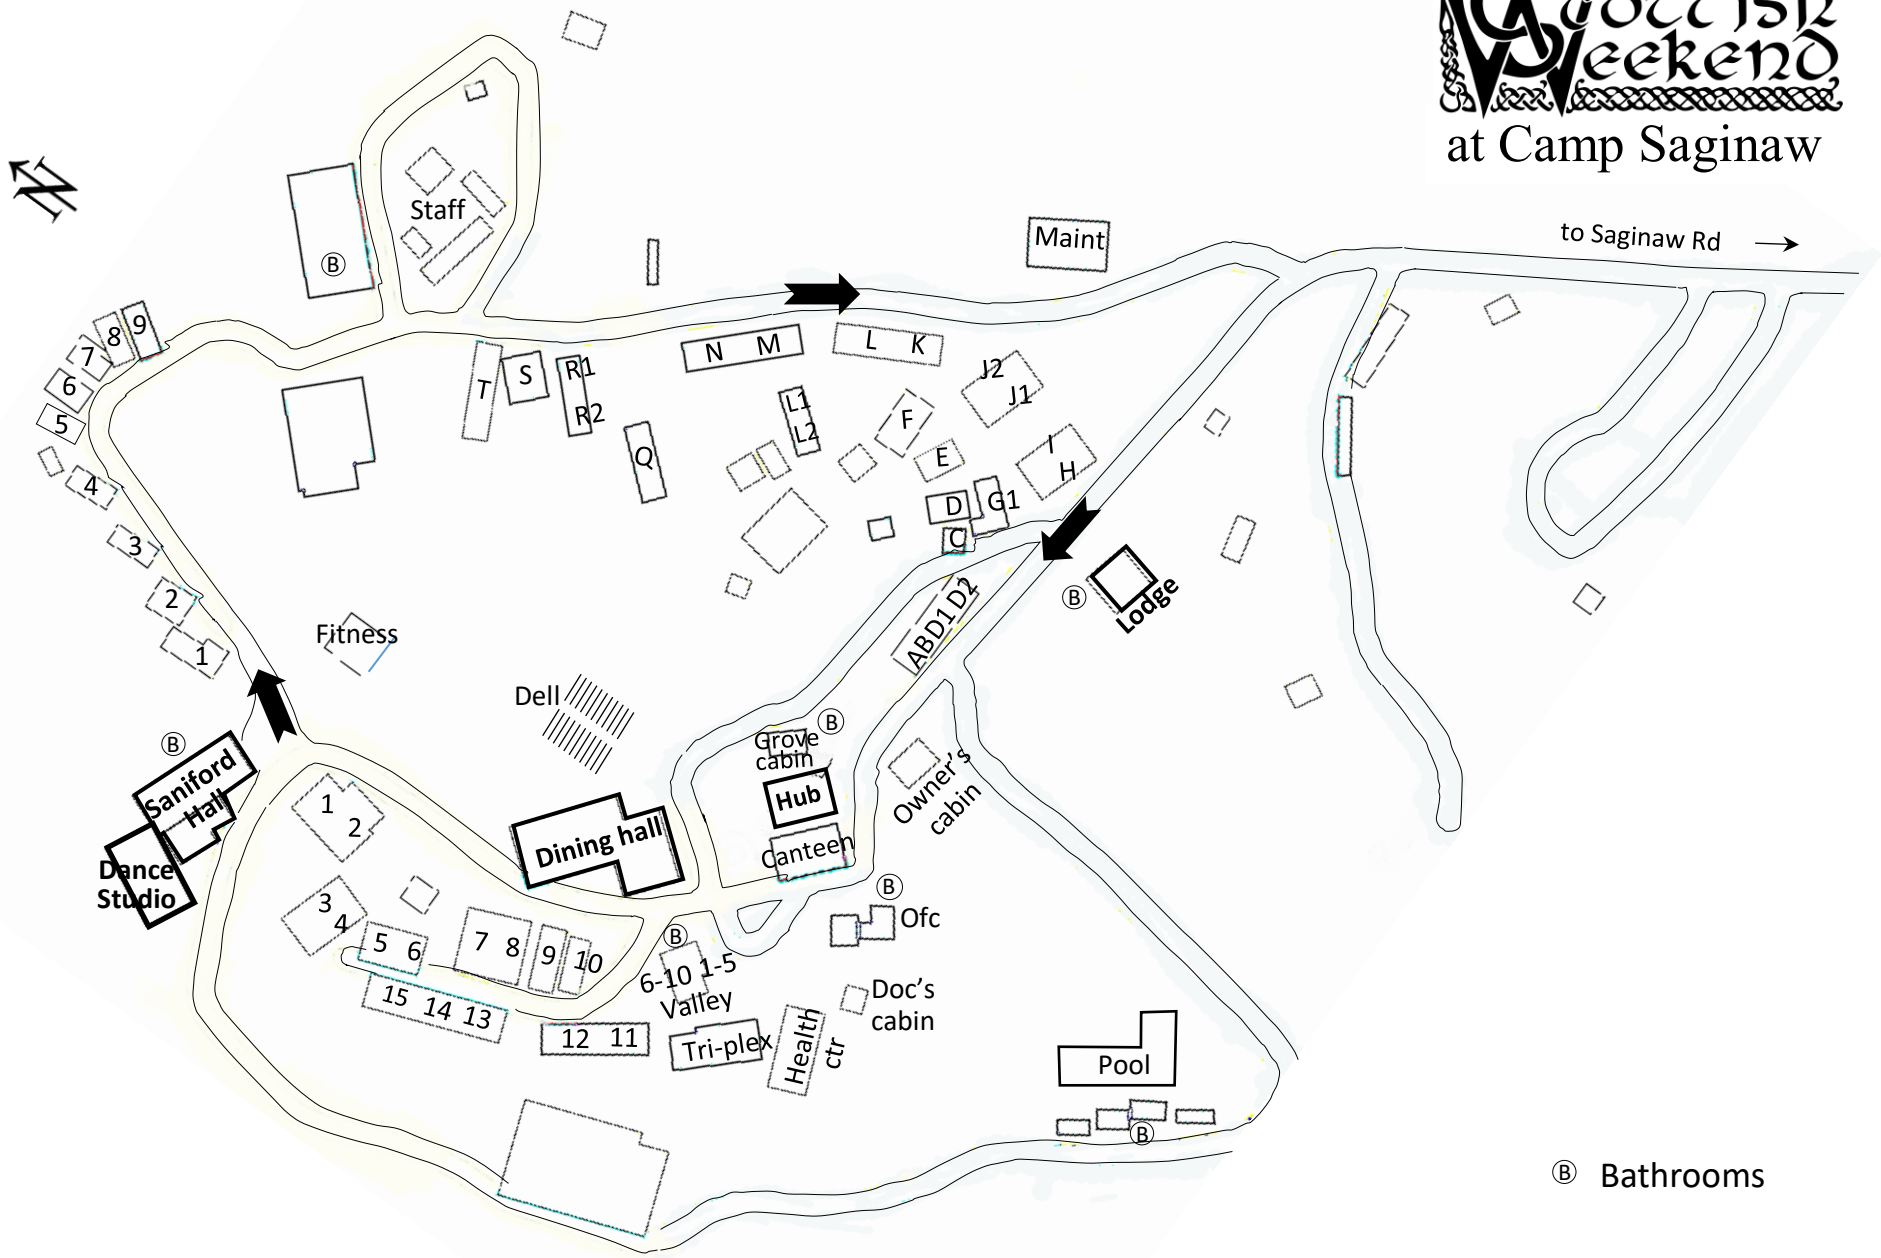 Scottish
Weekend
at Camp Saginaw
to Saginaw Rd
N
Staff
Maint
B
9
8
7
6
5
4
3
2
1
T
S
R1
R2
Q
N M
L K
L1
L2
J2
J1
F
E
I
H
D
G1
C
A B D1 D2
B
Lodge
Fitness
Dell
B
Saniford
Hall
Dance
Studio
B
Grove
cabin
Hub
Canteen
Dining hall
Owner's
cabin
1
2
3
4
5 6
7 8
9
10
15 14 13
12 11
B
6-10 1-5
Valley
Tri-plex
B
Ofc
Doc's
cabin
Health
ctr
Pool
B
B Bathrooms